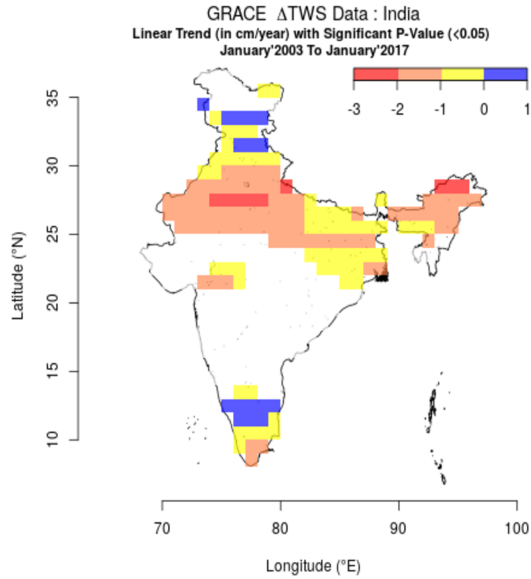 GRACE ΔTWS Data : India
Linear Trend (in cm/year) with Significant P-Value (<0.05)
January'2003 To January'2017
-3 -2 -1 0 1
35
30
25
20
15
10
Latitude (°N)
70 80 90 100
Longitude (°E)